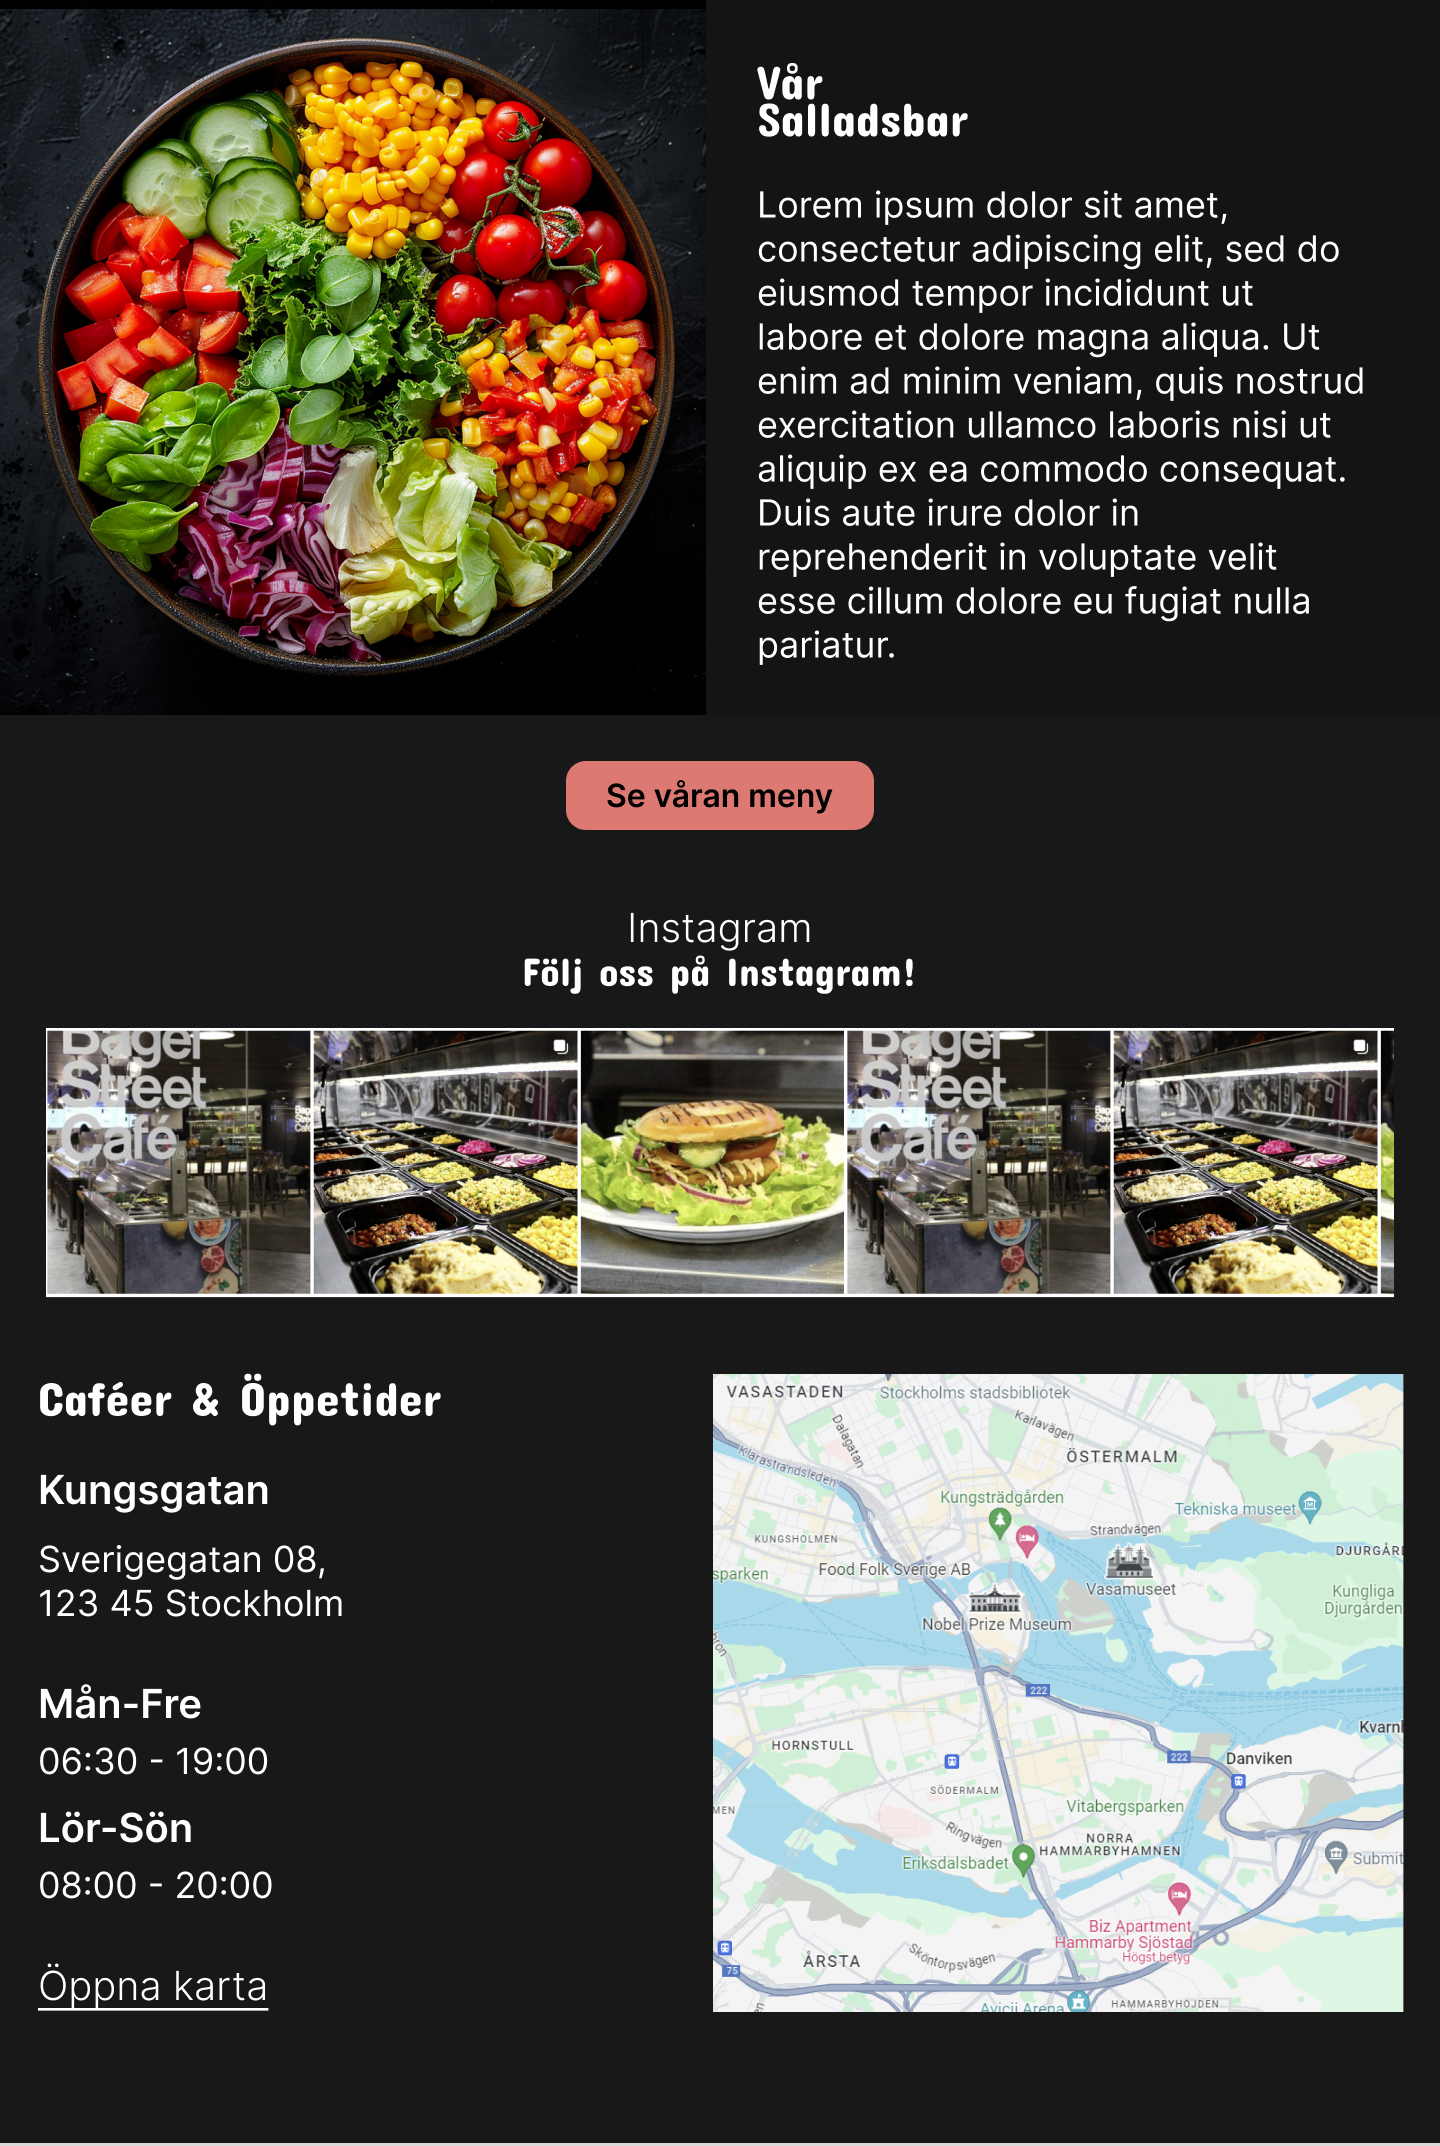 Vår
Salladsbar
Lorem ipsum dolor sit amet,
consectetur adipiscing elit, sed do
eiusmod tempor incididunt ut
labore et dolore magna aliqua. Ut
enim ad minim veniam, quis nostrud
exercitation ullamco laboris nisi ut
aliquip ex ea commodo consequat.
Duis aute irure dolor in
reprehenderit in voluptate velit
esse cillum dolore eu fugiat nulla
pariatur.
Se våran meny
Instagram
Följ oss på Instagram!
Bagel
Street
Café
Bagel
Street
Café
Caféer & Öppetider
Kungsgatan
Sverigegatan 08,
123 45 Stockholm
Mån-Fre
06:30 - 19:00
Lör-Sön
08:00 - 20:00
Öppna karta
VASASTADEN
Stockholms stadsbibliotek
Dalagatan
Karlavägen
ÖSTERMALM
Klarastrandsleden
Kungsträdgården
Tekniska museet
KUNGSHOLMEN
Strandvägen
DJURGÅR
sparken
Food Folk Sverige AB
Vasamuseet
Kungliga
Djurgården
Nobel Prize Museum
bron
222
Kvarn
HORNSTULL
222
Danviken
SÖDERMALM
MEN
Vitabergsparken
Ringvägen
NORRA
HAMMARBYHAMNEN
Eriksdalsbadet
Submit
Biz Apartment
Hammarby Sjöstad
Högst betyg
ÅRSTA
Sköntorpsvägen
75
Avicii Arena
HAMMARBYHÖJDEN